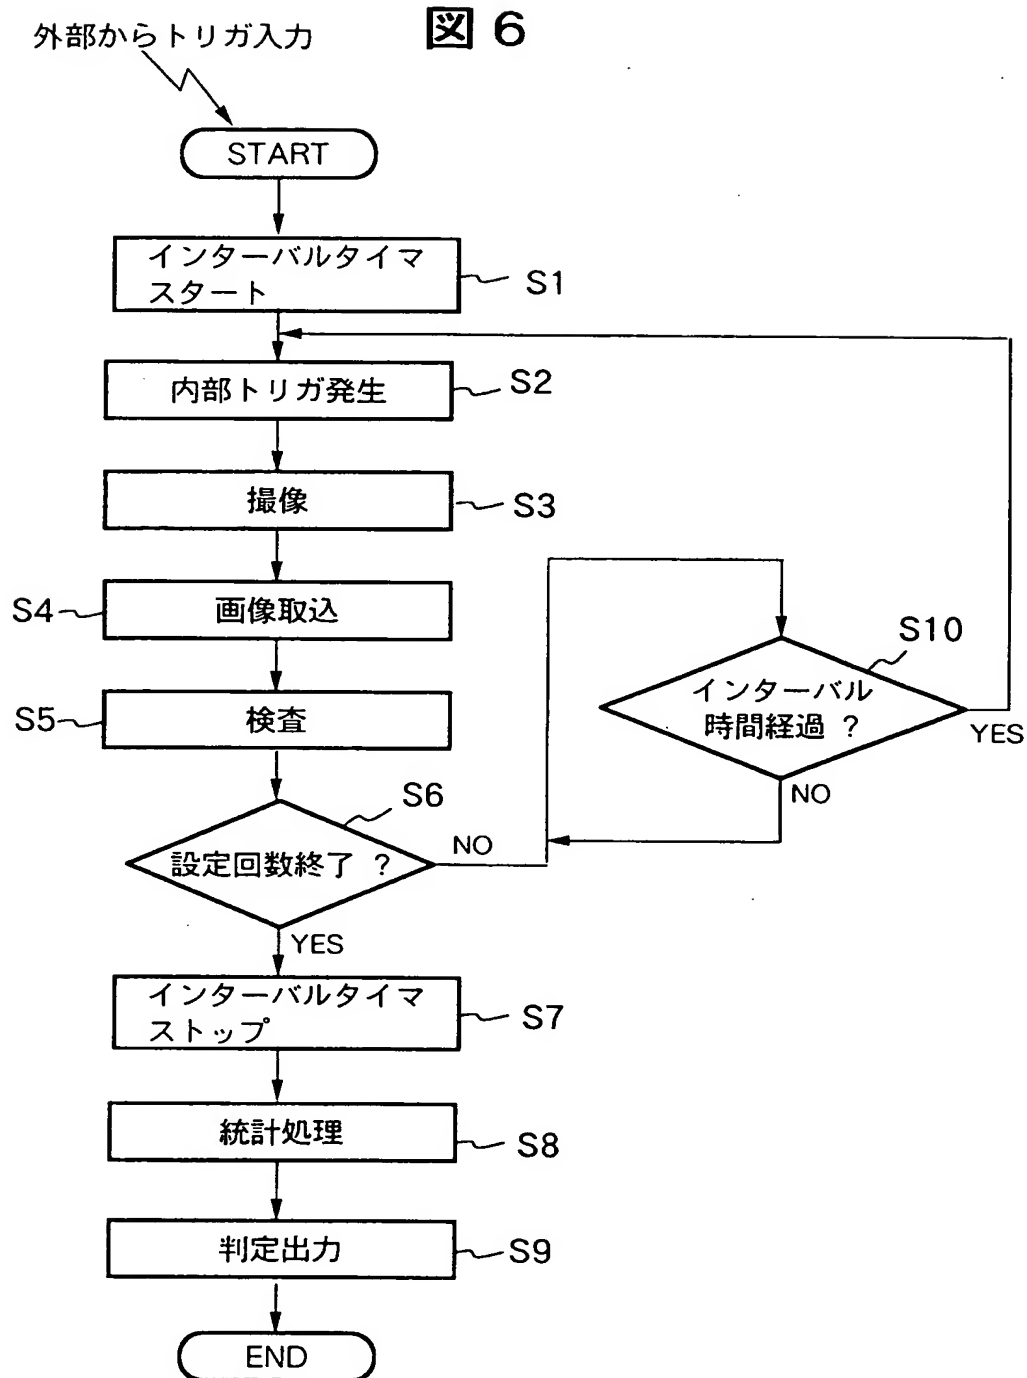 図 6
外部からトリガ入力
START
インターバルタイマ
スタート
S1
内部トリガ発生
S2
撮像
S3
S4
画像取込
S5
検査
S6
設定回数終了 ?
NO
YES
S10
インターバル
時間経過 ?
YES
NO
インターバルタイマ
ストップ
S7
統計処理
S8
判定出力
S9
END